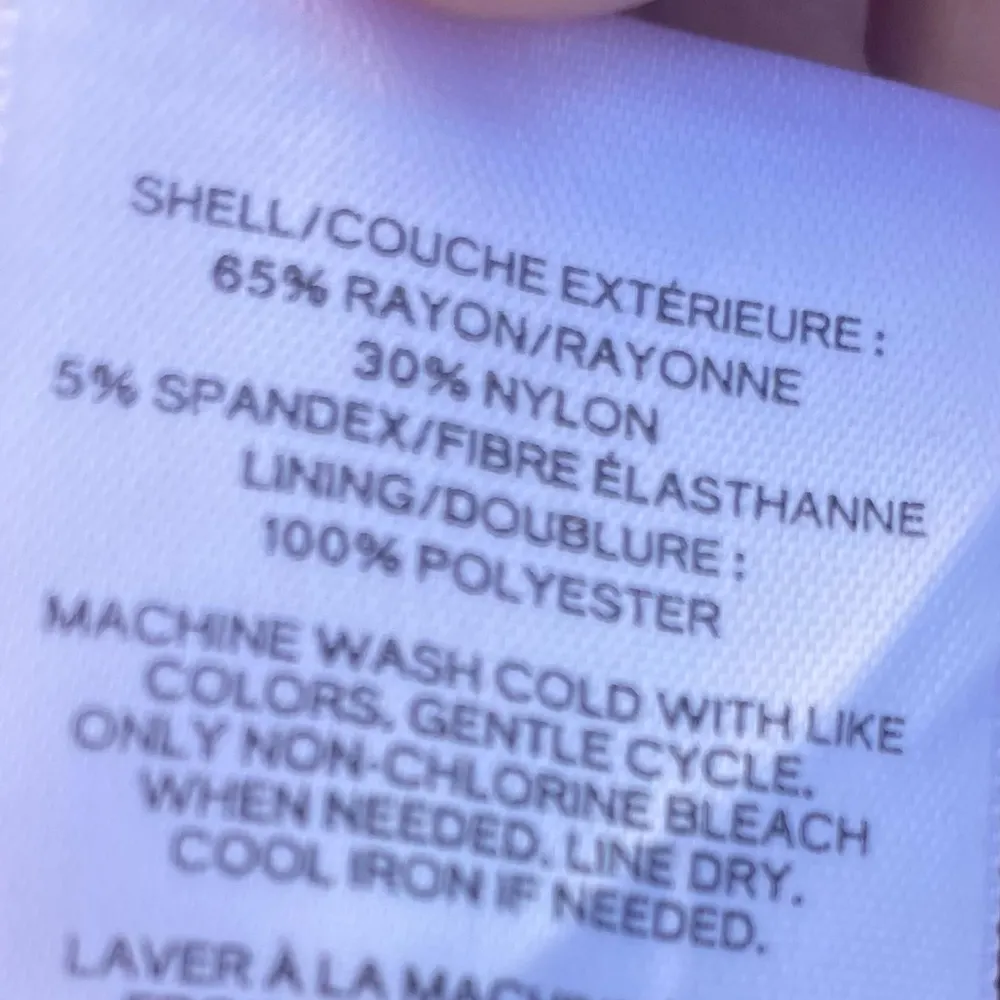 SHELL/COUCHE EXTÉRIEURE :
65% RAYON/RAYONNE
30% NYLON
5% SPANDEX/FIBRE ÉLASTHANNE
LINING/DOUBLURE :
100% POLYESTER
MACHINE WASH COLD WITH LIKE
COLORS. GENTLE CYCLE.
ONLY NON-CHLORINE BLEACH
WHEN NEEDED. LINE DRY.
COOL IRON IF NEEDED.
LAVER À LA